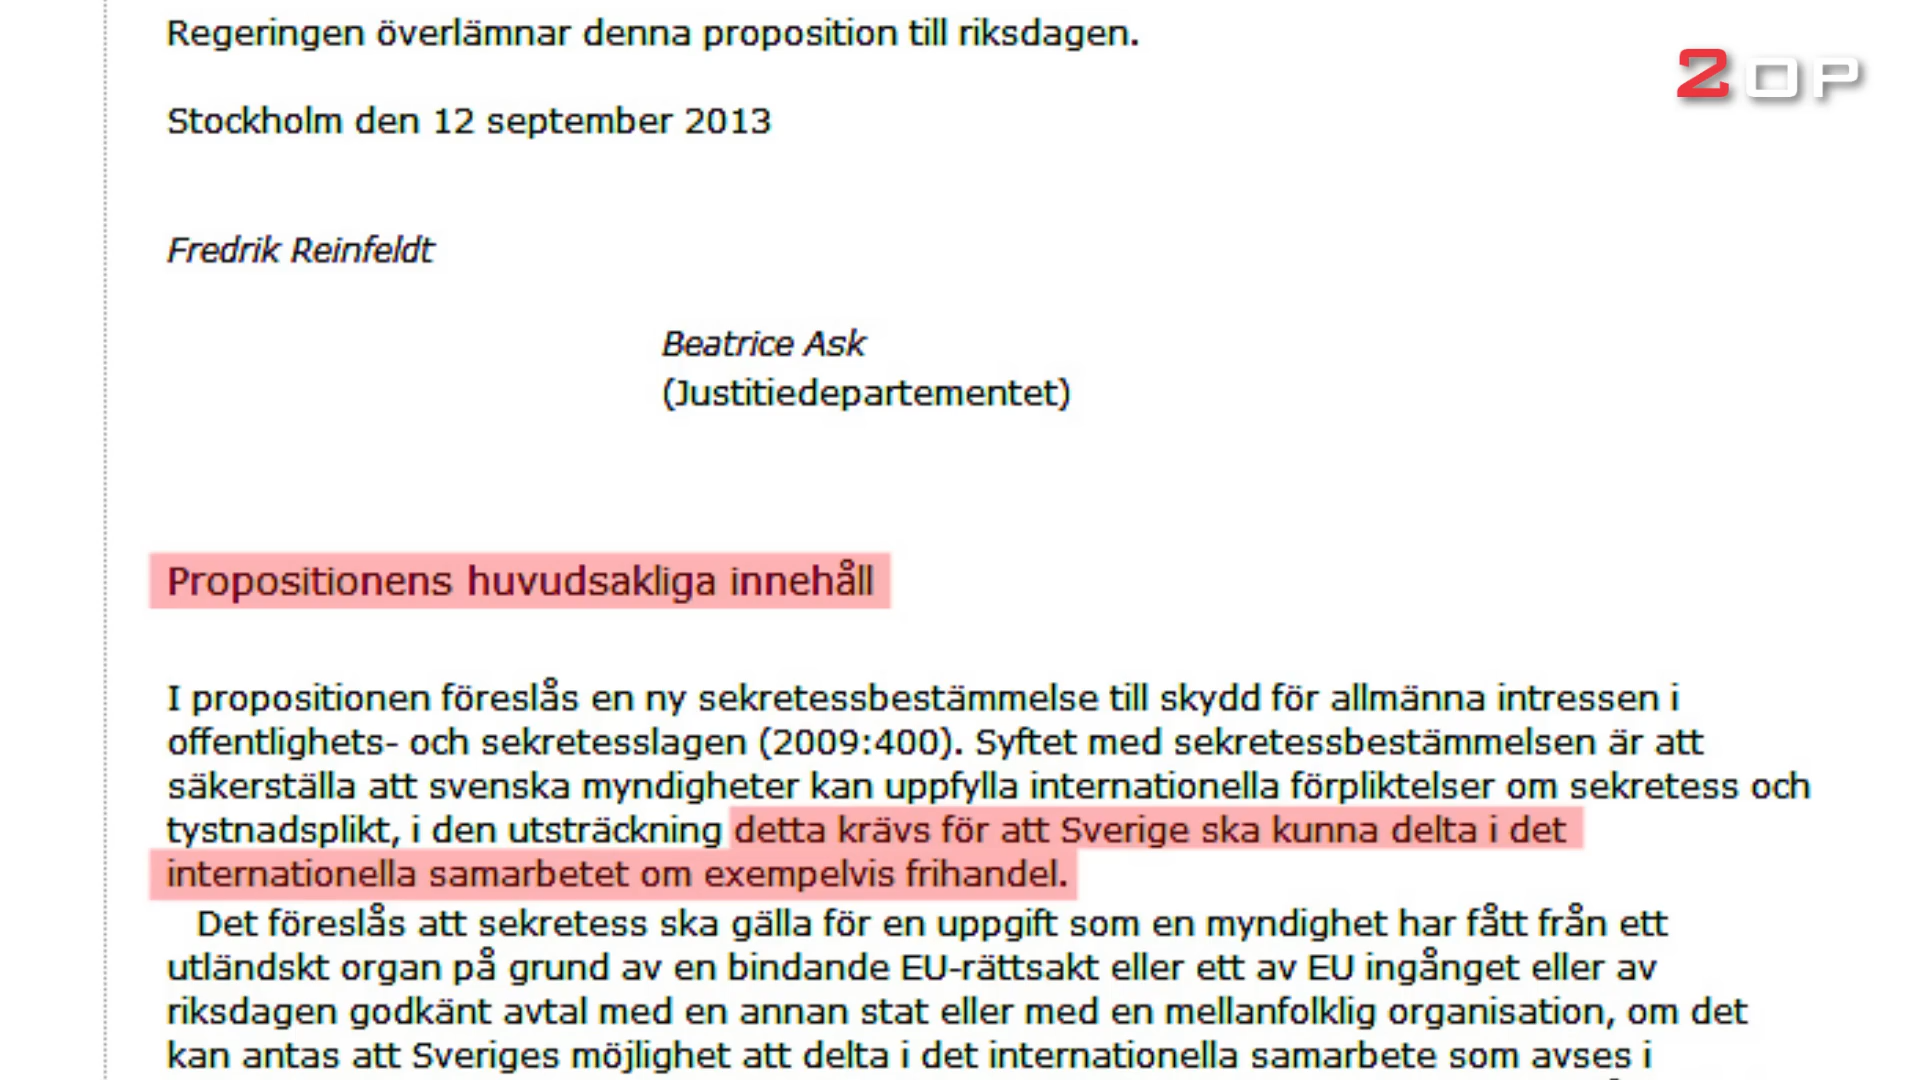 Regeringen överlämnar denna proposition till riksdagen.
2OP
Stockholm den 12 september 2013
Fredrik Reinfeldt
Beatrice Ask
(Justitiedepartementet)
Propositionens huvudsakliga innehåll
I propositionen föreslås en ny sekretessbestämmelse till skydd för allmänna intressen i
offentlighets- och sekretesslagen (2009:400). Syftet med sekretessbestämmelsen är att
säkerställa att svenska myndigheter kan uppfylla internationella förpliktelser om sekretess och
tystnadsplikt, i den utsträckning detta krävs för att Sverige ska kunna delta i det
internationella samarbetet om exempelvis frihandel.
Det föreslås att sekretess ska gälla för en uppgift som en myndighet har fått från ett
utländskt organ på grund av en bindande EU-rättsakt eller ett av EU ingånget eller av
riksdagen godkänt avtal med en annan stat eller med en mellanfolklig organisation, om det
kan antas att Sveriges möjlighet att delta i det internationella samarbete som avses i